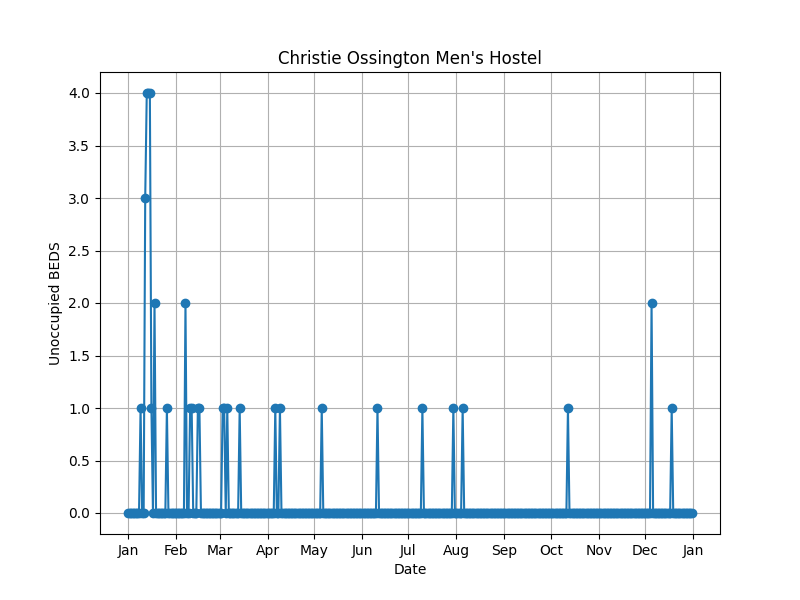 Christie Ossington Men's Hostel
4.0
3.5
3.0
2.5
2.0
1.5
1.0
0.5
0.0
Unoccupied BEDS
Jan Feb Mar Apr May Jun Jul Aug Sep Oct Nov Dec Jan
Date